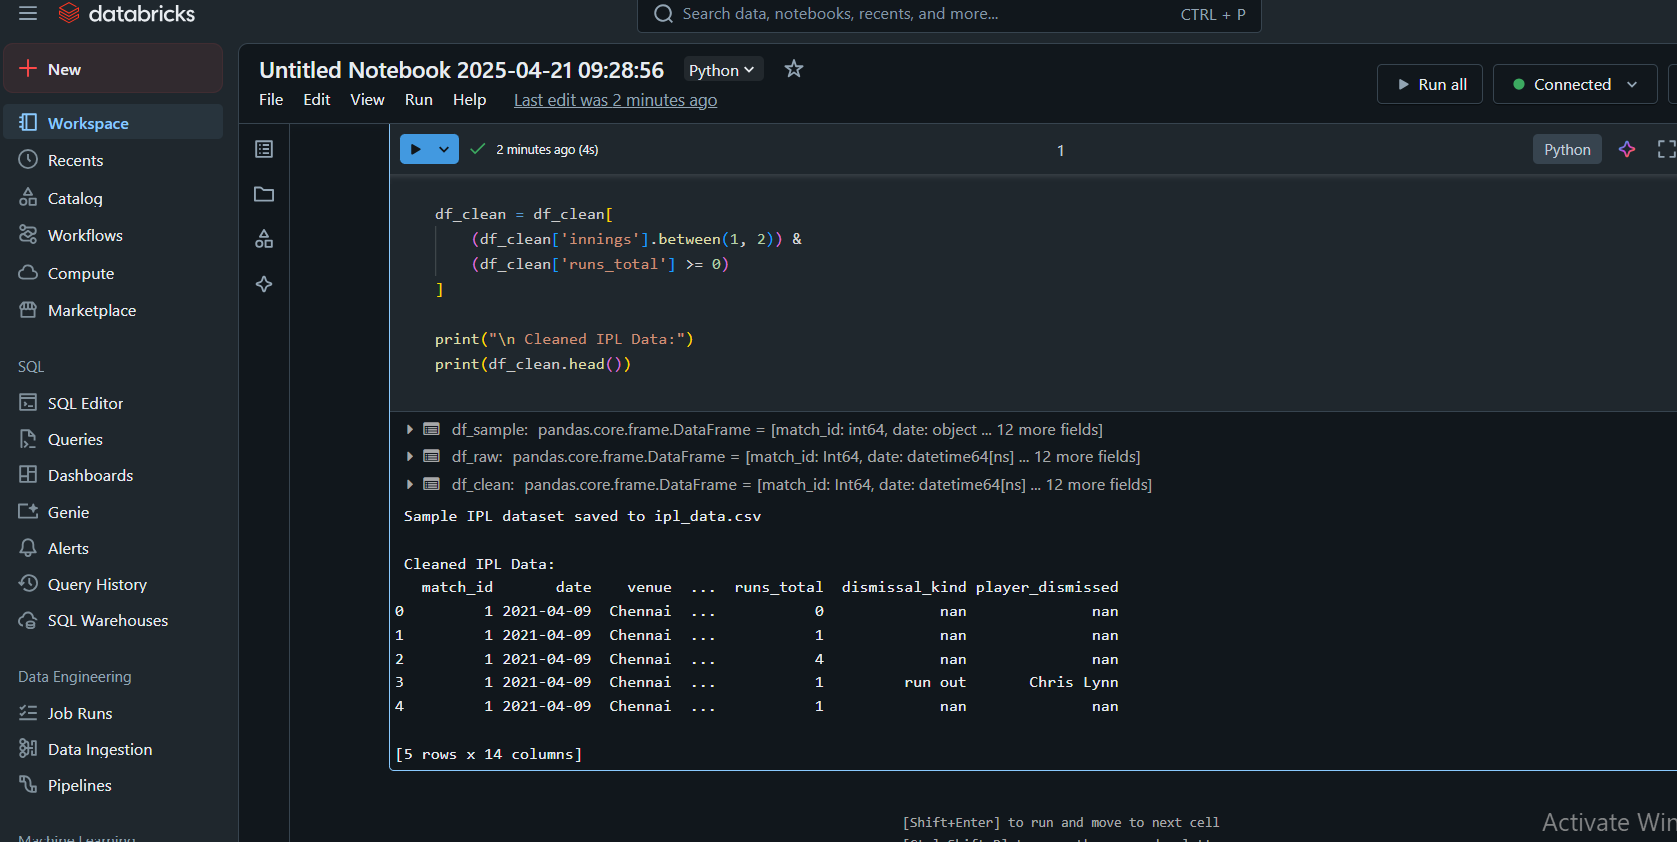 databricks
Search data, notebooks, recents, and more...
CTRL + P
New
Workspace
Recents
Catalog
Workflows
Compute
Marketplace
SQL
SQL Editor
Queries
Dashboards
Genie
Alerts
Query History
SQL Warehouses
Data Engineering
Job Runs
Data Ingestion
Pipelines
Machine Learning
Untitled Notebook 2025-04-21 09:28:56
Python
File Edit View Run Help Last edit was 2 minutes ago
Run all
Connected
2 minutes ago (4s)
1
Python
df_clean = df_clean[
    (df_clean['innings'].between(1, 2)) &
    (df_clean['runs_total'] >= 0)
]
print("\n Cleaned IPL Data:")
print(df_clean.head())
df_sample: pandas.core.frame.DataFrame = [match_id: int64, date: object ... 12 more fields]
df_raw: pandas.core.frame.DataFrame = [match_id: Int64, date: datetime64[ns] ... 12 more fields]
df_clean: pandas.core.frame.DataFrame = [match_id: Int64, date: datetime64[ns] ... 12 more fields]
Sample IPL dataset saved to ipl_data.csv
Cleaned IPL Data:
match_id date venue ... runs_total dismissal_kind player_dismissed
0 1 2021-04-09 Chennai ... 0 nan nan
1 1 2021-04-09 Chennai ... 1 nan nan
2 1 2021-04-09 Chennai ... 4 nan nan
3 1 2021-04-09 Chennai ... 1 run out Chris Lynn
4 1 2021-04-09 Chennai ... 1 nan nan
[5 rows x 14 columns]
[Shift+Enter] to run and move to next cell
Activate Win